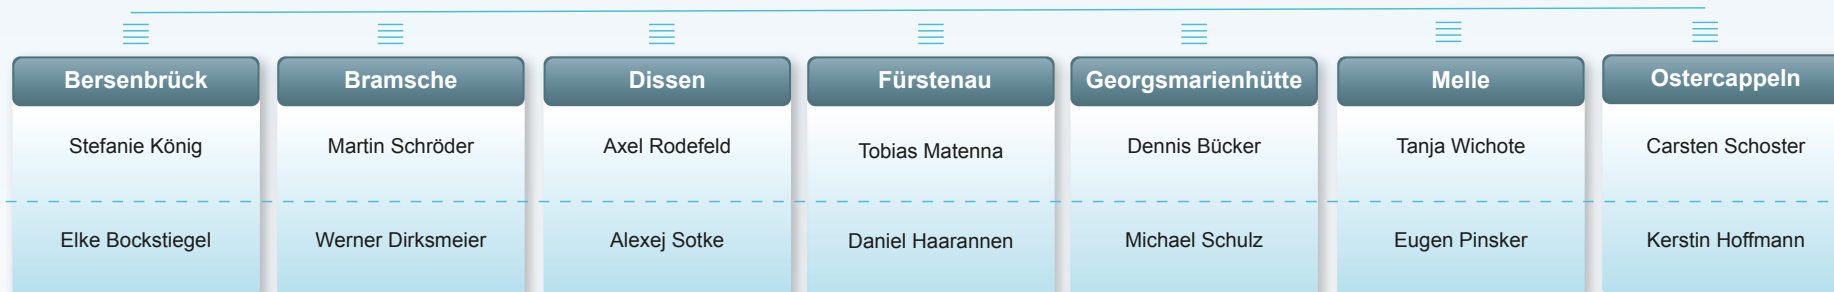 Bersenbrück
Bramsche
Dissen
Fürstenau
Georgsmarienhütte
Melle
Ostercappeln
Stefanie König
Martin Schröder
Axel Rodefeld
Tobias Matenna
Dennis Bücker
Tanja Wichote
Carsten Schoster
Elke Bockstiegel
Werner Dirksmeier
Alexej Sotke
Daniel Haarannen
Michael Schulz
Eugen Pinsker
Kerstin Hoffmann